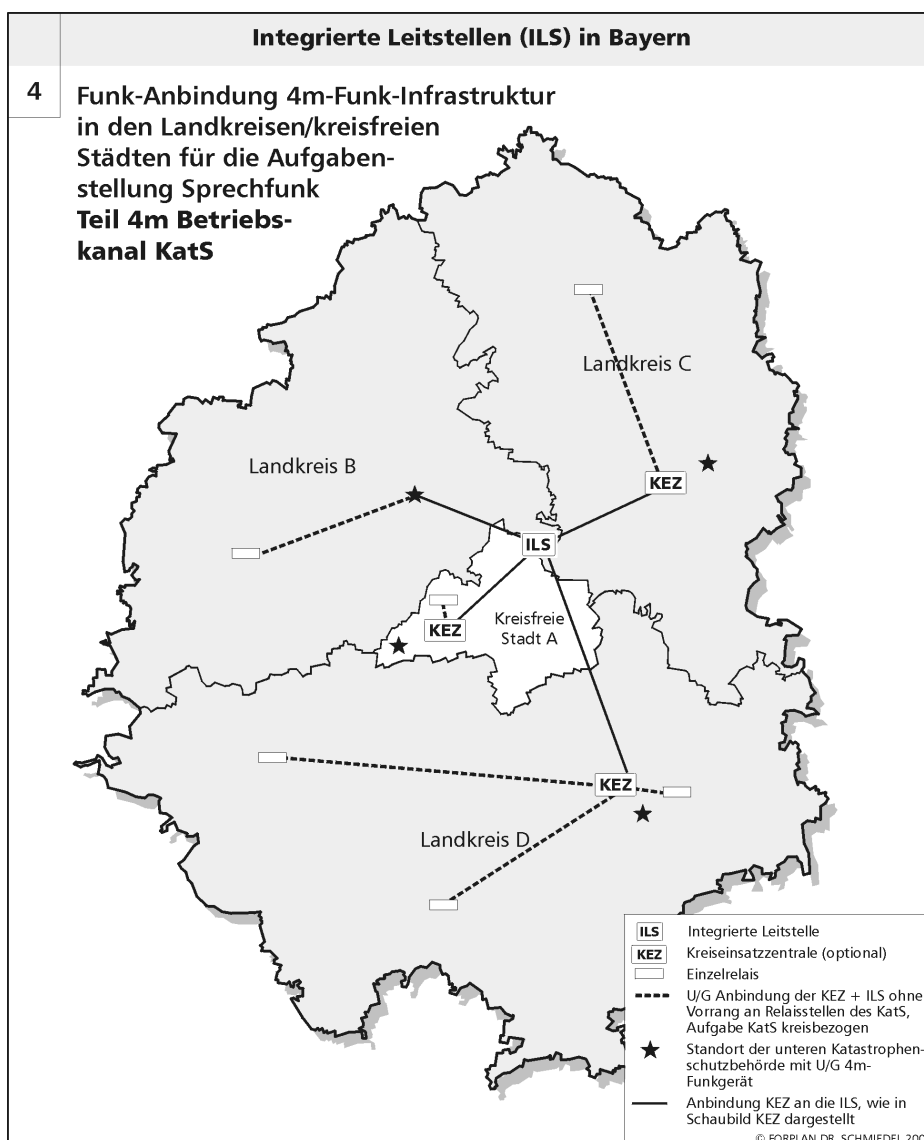 Integrierte Leitstellen (ILS) in Bayern
4
Funk-Anbindung 4m-Funk-Infrastruktur
in den Landkreisen/kreisfreien
Städten für die Aufgaben-
stellung Sprechfunk
Teil 4m Betriebs-
kanal KatS
Landkreis C
Landkreis B
KEZ
ILS
Kreisfreie
Stadt A
KEZ
KEZ
Landkreis D
ILS Integrierte Leitstelle
KEZ Kreiseinsatzzentrale (optional)
Einzelrelais
U/G Anbindung der KEZ + ILS ohne
Vorrang an Relaisstellen des KatS,
Aufgabe KatS kreisbezogen
Standort der unteren Katastrophen-
schutzbehörde mit U/G 4m-
Funkgerät
Anbindung KEZ an die ILS, wie in
Schaubild KEZ dargestellt
© FORPLAN DR. SCHMIEDEL